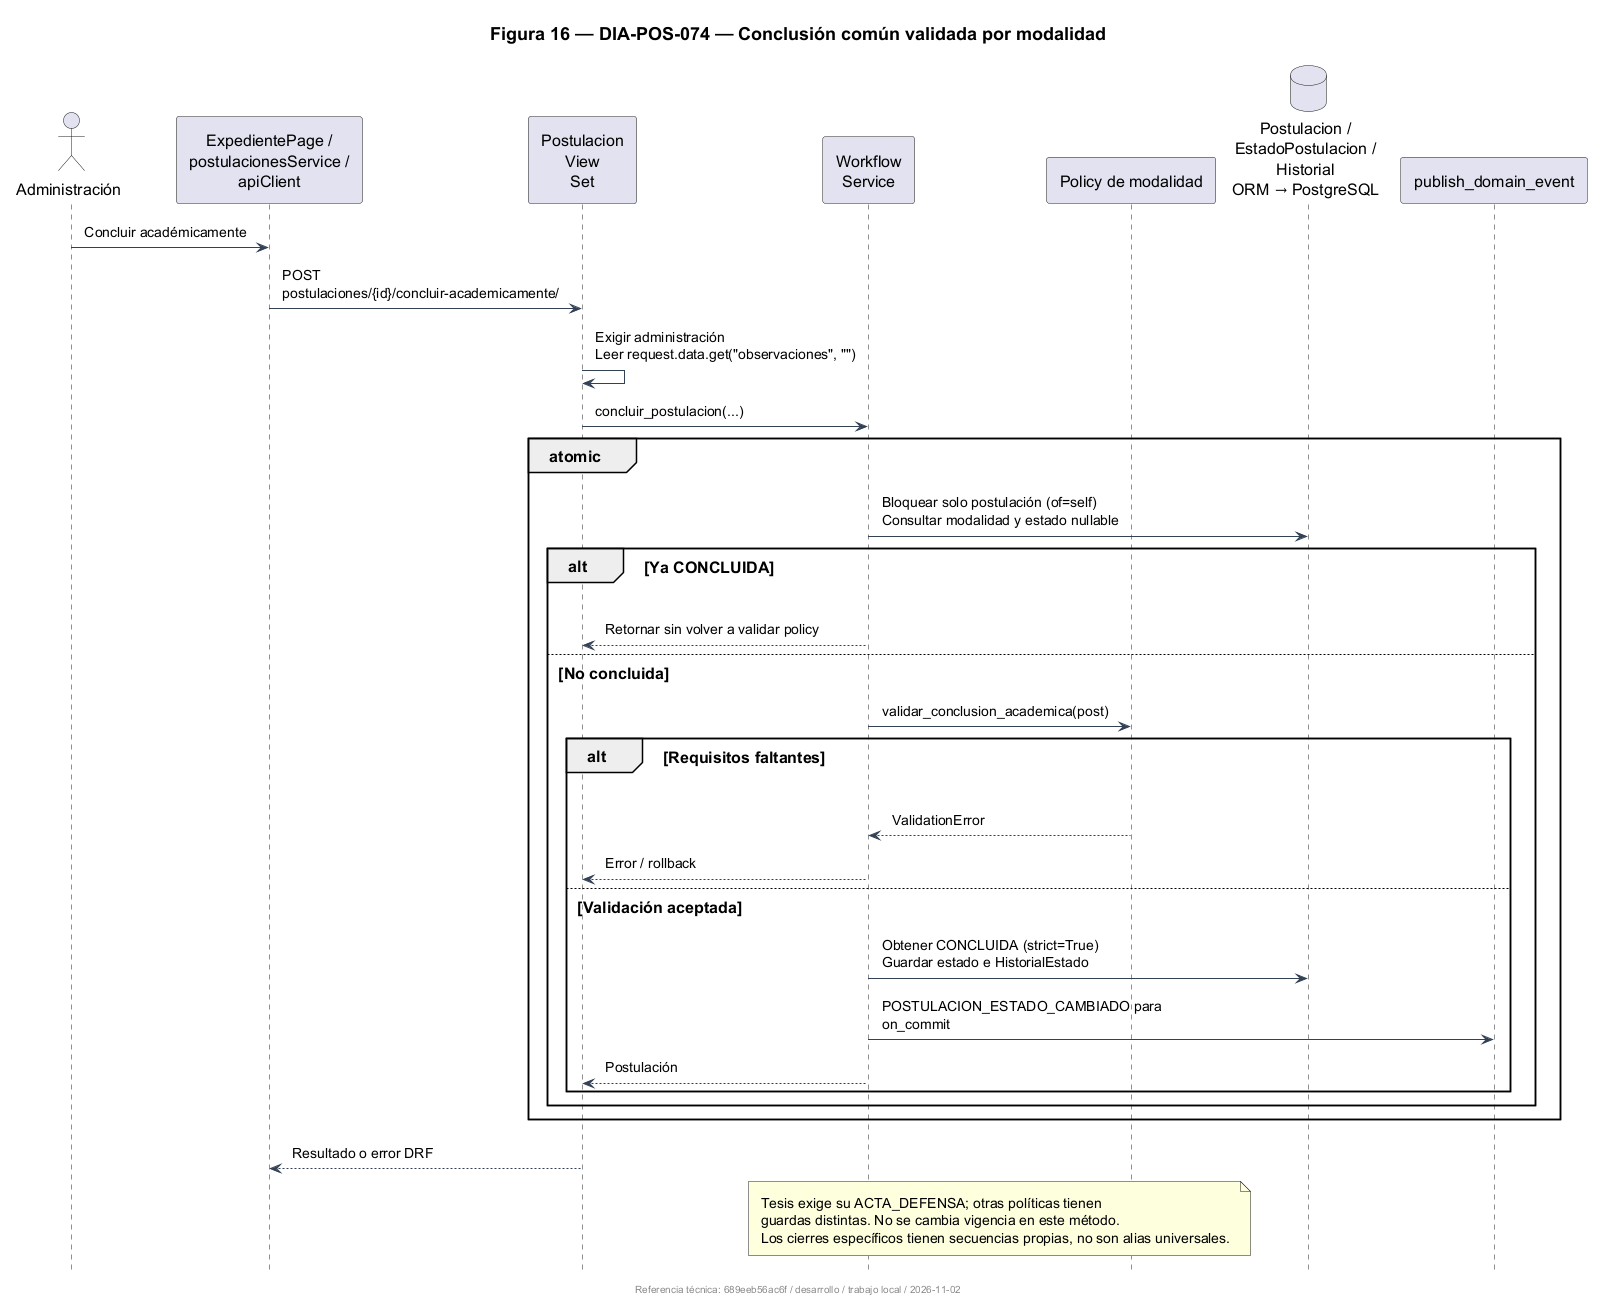 Figura 16 — DIA-POS-074 — Conclusión común validada por modalidad
Administración
ExpedientePage /
postulacionesService /
apiClient
Postulacion
View
Set
Workflow
Service
Policy de modalidad
Postulacion /
EstadoPostulacion /
Historial
ORM → PostgreSQL
publish_domain_event
Concluir académicamente
POST
postulaciones/{id}/concluir-academicamente/
Exigir administración
Leer request.data.get("observaciones", "")
concluir_postulacion(...)
atomic
Bloquear solo postulación (of=self)
Consultar modalidad y estado nullable
alt [Ya CONCLUIDA]
Retornar sin volver a validar policy
[No concluida]
validar_conclusion_academica(post)
alt [Requisitos faltantes]
ValidationError
Error / rollback
[Validación aceptada]
Obtener CONCLUIDA (strict=True)
Guardar estado e HistorialEstado
POSTULACION_ESTADO_CAMBIADO para
on_commit
Postulación
Resultado o error DRF
Tesis exige su ACTA_DEFENSA; otras políticas tienen
guardas distintas. No se cambia vigencia en este método.
Los cierres específicos tienen secuencias propias, no son alias universales.
Referencia técnica: 689eeb56ac6f / desarrollo / trabajo local / 2026-11-02